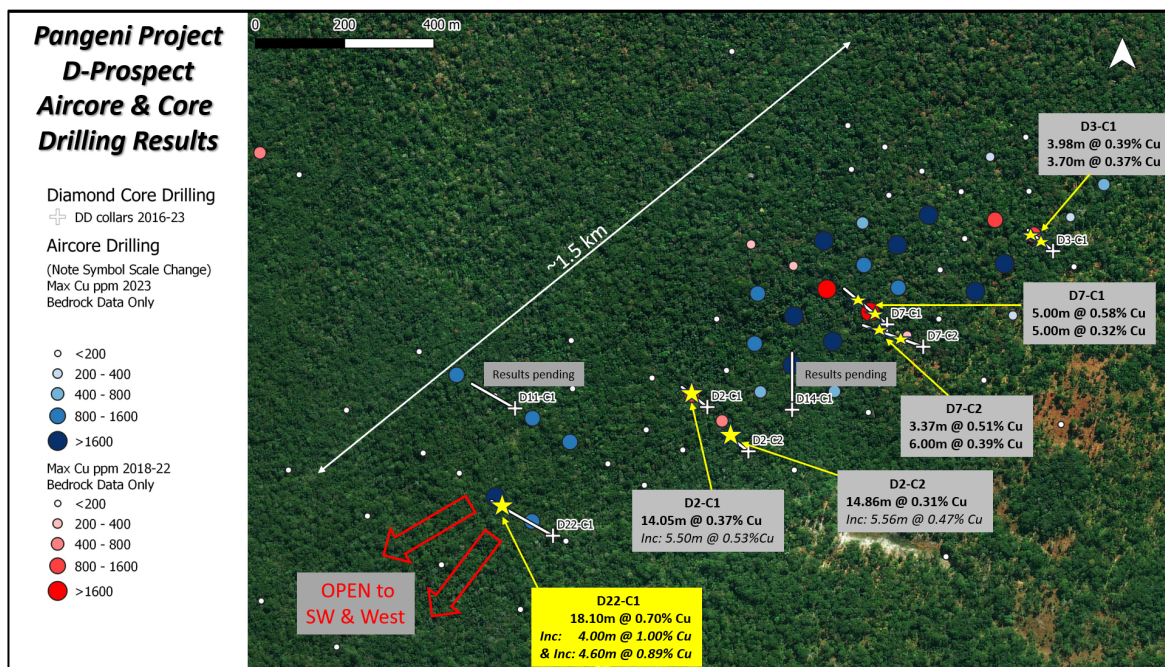 Pangeni Project
D-Prospect
Aircore & Core
Drilling Results
Diamond Core Drilling
DD collars 2016-23
Aircore Drilling
(Note Symbol Scale Change)
Max Cu ppm 2023
Bedrock Data Only
<200
200 - 400
400 - 800
800 - 1600
>1600
Max Cu ppm 2018-22
Bedrock Data Only
<200
200 - 400
400 - 800
800 - 1600
>1600
0 200 400 m
~1.5 km
D3-C1
3.98m @ 0.39% Cu
3.70m @ 0.37% Cu
D3-C1
D7-C1
5.00m @ 0.58% Cu
5.00m @ 0.32% Cu
D7-C1
D7-C2
Results pending
Results pending
D11-C1
D2-C1
D14-C1
D7-C2
3.37m @ 0.51% Cu
6.00m @ 0.39% Cu
D2-C2
D2-C2
14.86m @ 0.31% Cu
Inc: 5.56m @ 0.47% Cu
D2-C1
14.05m @ 0.37% Cu
Inc: 5.50m @ 0.53%Cu
D22-C1
OPEN to
SW & West
D22-C1
18.10m @ 0.70% Cu
Inc: 4.00m @ 1.00% Cu
& Inc: 4.60m @ 0.89% Cu